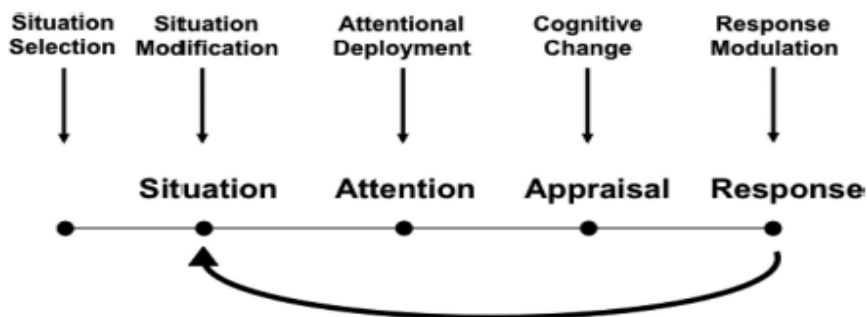 Situation
Selection
Situation
Modification
Attentional
Deployment
Cognitive
Change
Response
Modulation
Situation
Attention
Appraisal
Response